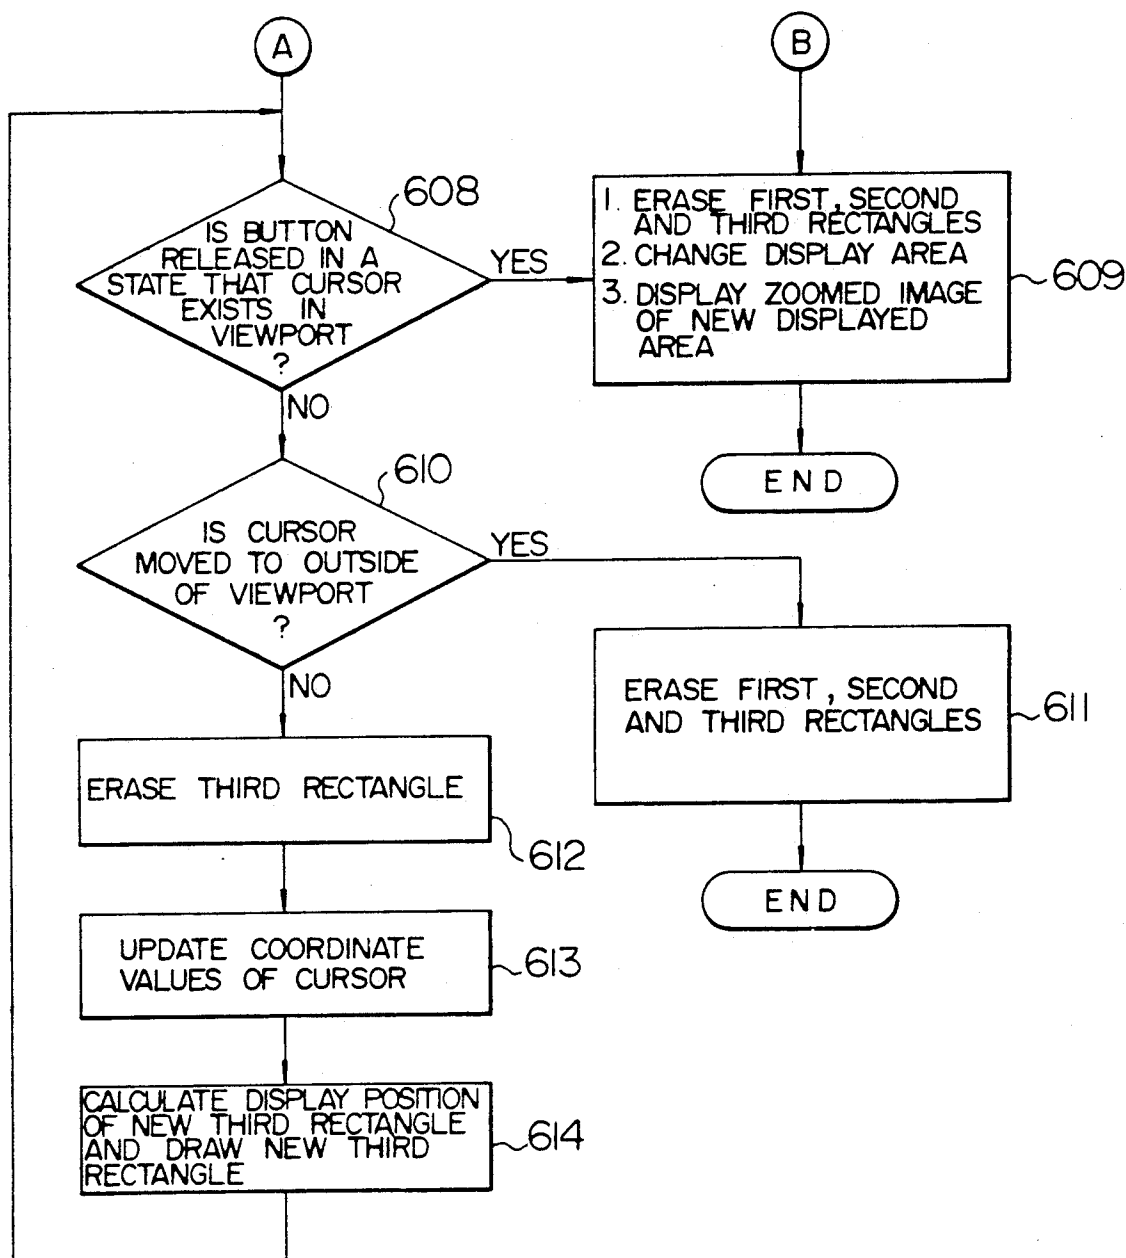 A
B
608
IS BUTTON
RELEASED IN A
STATE THAT CURSOR
EXISTS IN
VIEWPORT
?
YES
NO
1. ERASE FIRST, SECOND
AND THIRD RECTANGLES
2. CHANGE DISPLAY AREA
3. DISPLAY ZOOMED IMAGE
OF NEW DISPLAYED
AREA
609
END
610
IS CURSOR
MOVED TO OUTSIDE
OF VIEWPORT
?
YES
NO
ERASE FIRST, SECOND
AND THIRD RECTANGLES
611
END
ERASE THIRD RECTANGLE
612
UPDATE COORDINATE
VALUES OF CURSOR
613
CALCULATE DISPLAY POSITION
OF NEW THIRD RECTANGLE
AND DRAW NEW THIRD
RECTANGLE
614